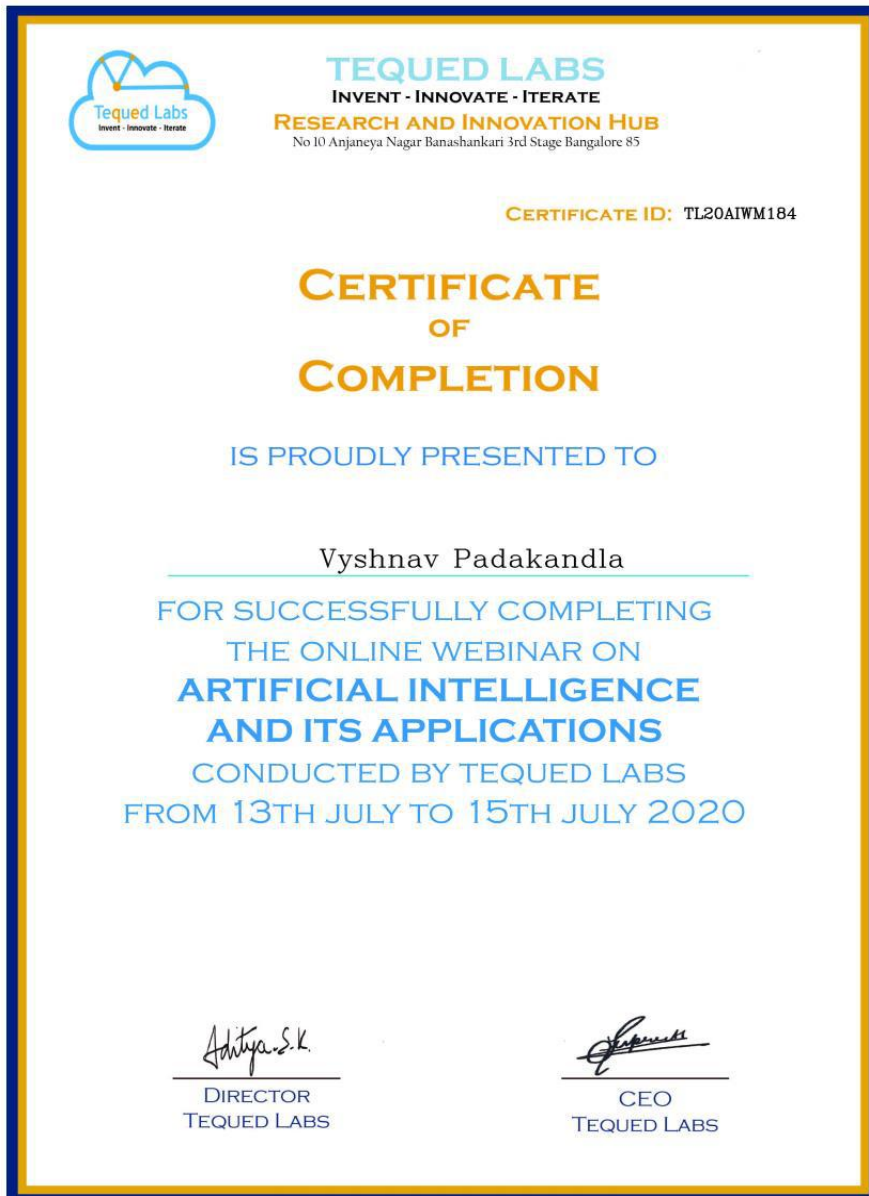 Tequed Labs
Invent - Innovate - Iterate
TEQUED LABS
INVENT - INNOVATE - ITERATE
RESEARCH AND INNOVATION HUB
No 10 Anjaneya Nagar Banashankari 3rd Stage Bangalore 85
CERTIFICATE ID: TL20AIWM184
CERTIFICATE
OF
COMPLETION
IS PROUDLY PRESENTED TO
Vyshnav Padakandla
FOR SUCCESSFULLY COMPLETING
THE ONLINE WEBINAR ON
ARTIFICIAL INTELLIGENCE
AND ITS APPLICATIONS
CONDUCTED BY TEQUED LABS
FROM 13TH JULY TO 15TH JULY 2020
Aditya.S.K.
DIRECTOR
TEQUED LABS
CEO
TEQUED LABS